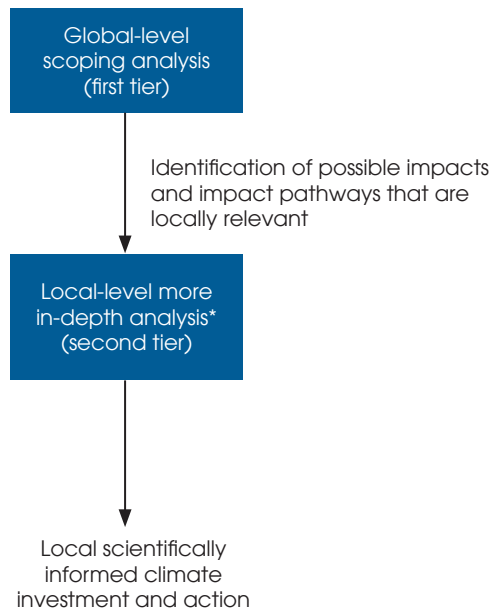 Global-level
scoping analysis
(first tier)
Identification of possible impacts
and impact pathways that are
locally relevant
Local-level more
in-depth analysis*
(second tier)
Local scientifically
informed climate
investment and action